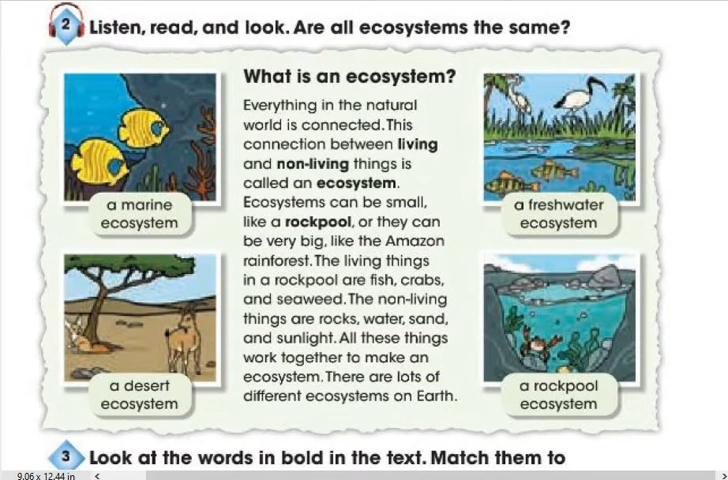 2 Listen, read, and look. Are all ecosystems the same?
What is an ecosystem?
Everything in the natural
world is connected. This
connection between living
and non-living things is
called an ecosystem.
Ecosystems can be small,
like a rockpool, or they can
be very big, like the Amazon
rainforest. The living things
in a rockpool are fish, crabs,
and seaweed. The non-living
things are rocks, water, sand,
and sunlight. All these things
work together to make an
ecosystem. There are lots of
different ecosystems on Earth.
a marine
ecosystem
a desert
ecosystem
a freshwater
ecosystem
a rockpool
ecosystem
3 Look at the words in bold in the text. Match them to
9.06 x 12.44 in